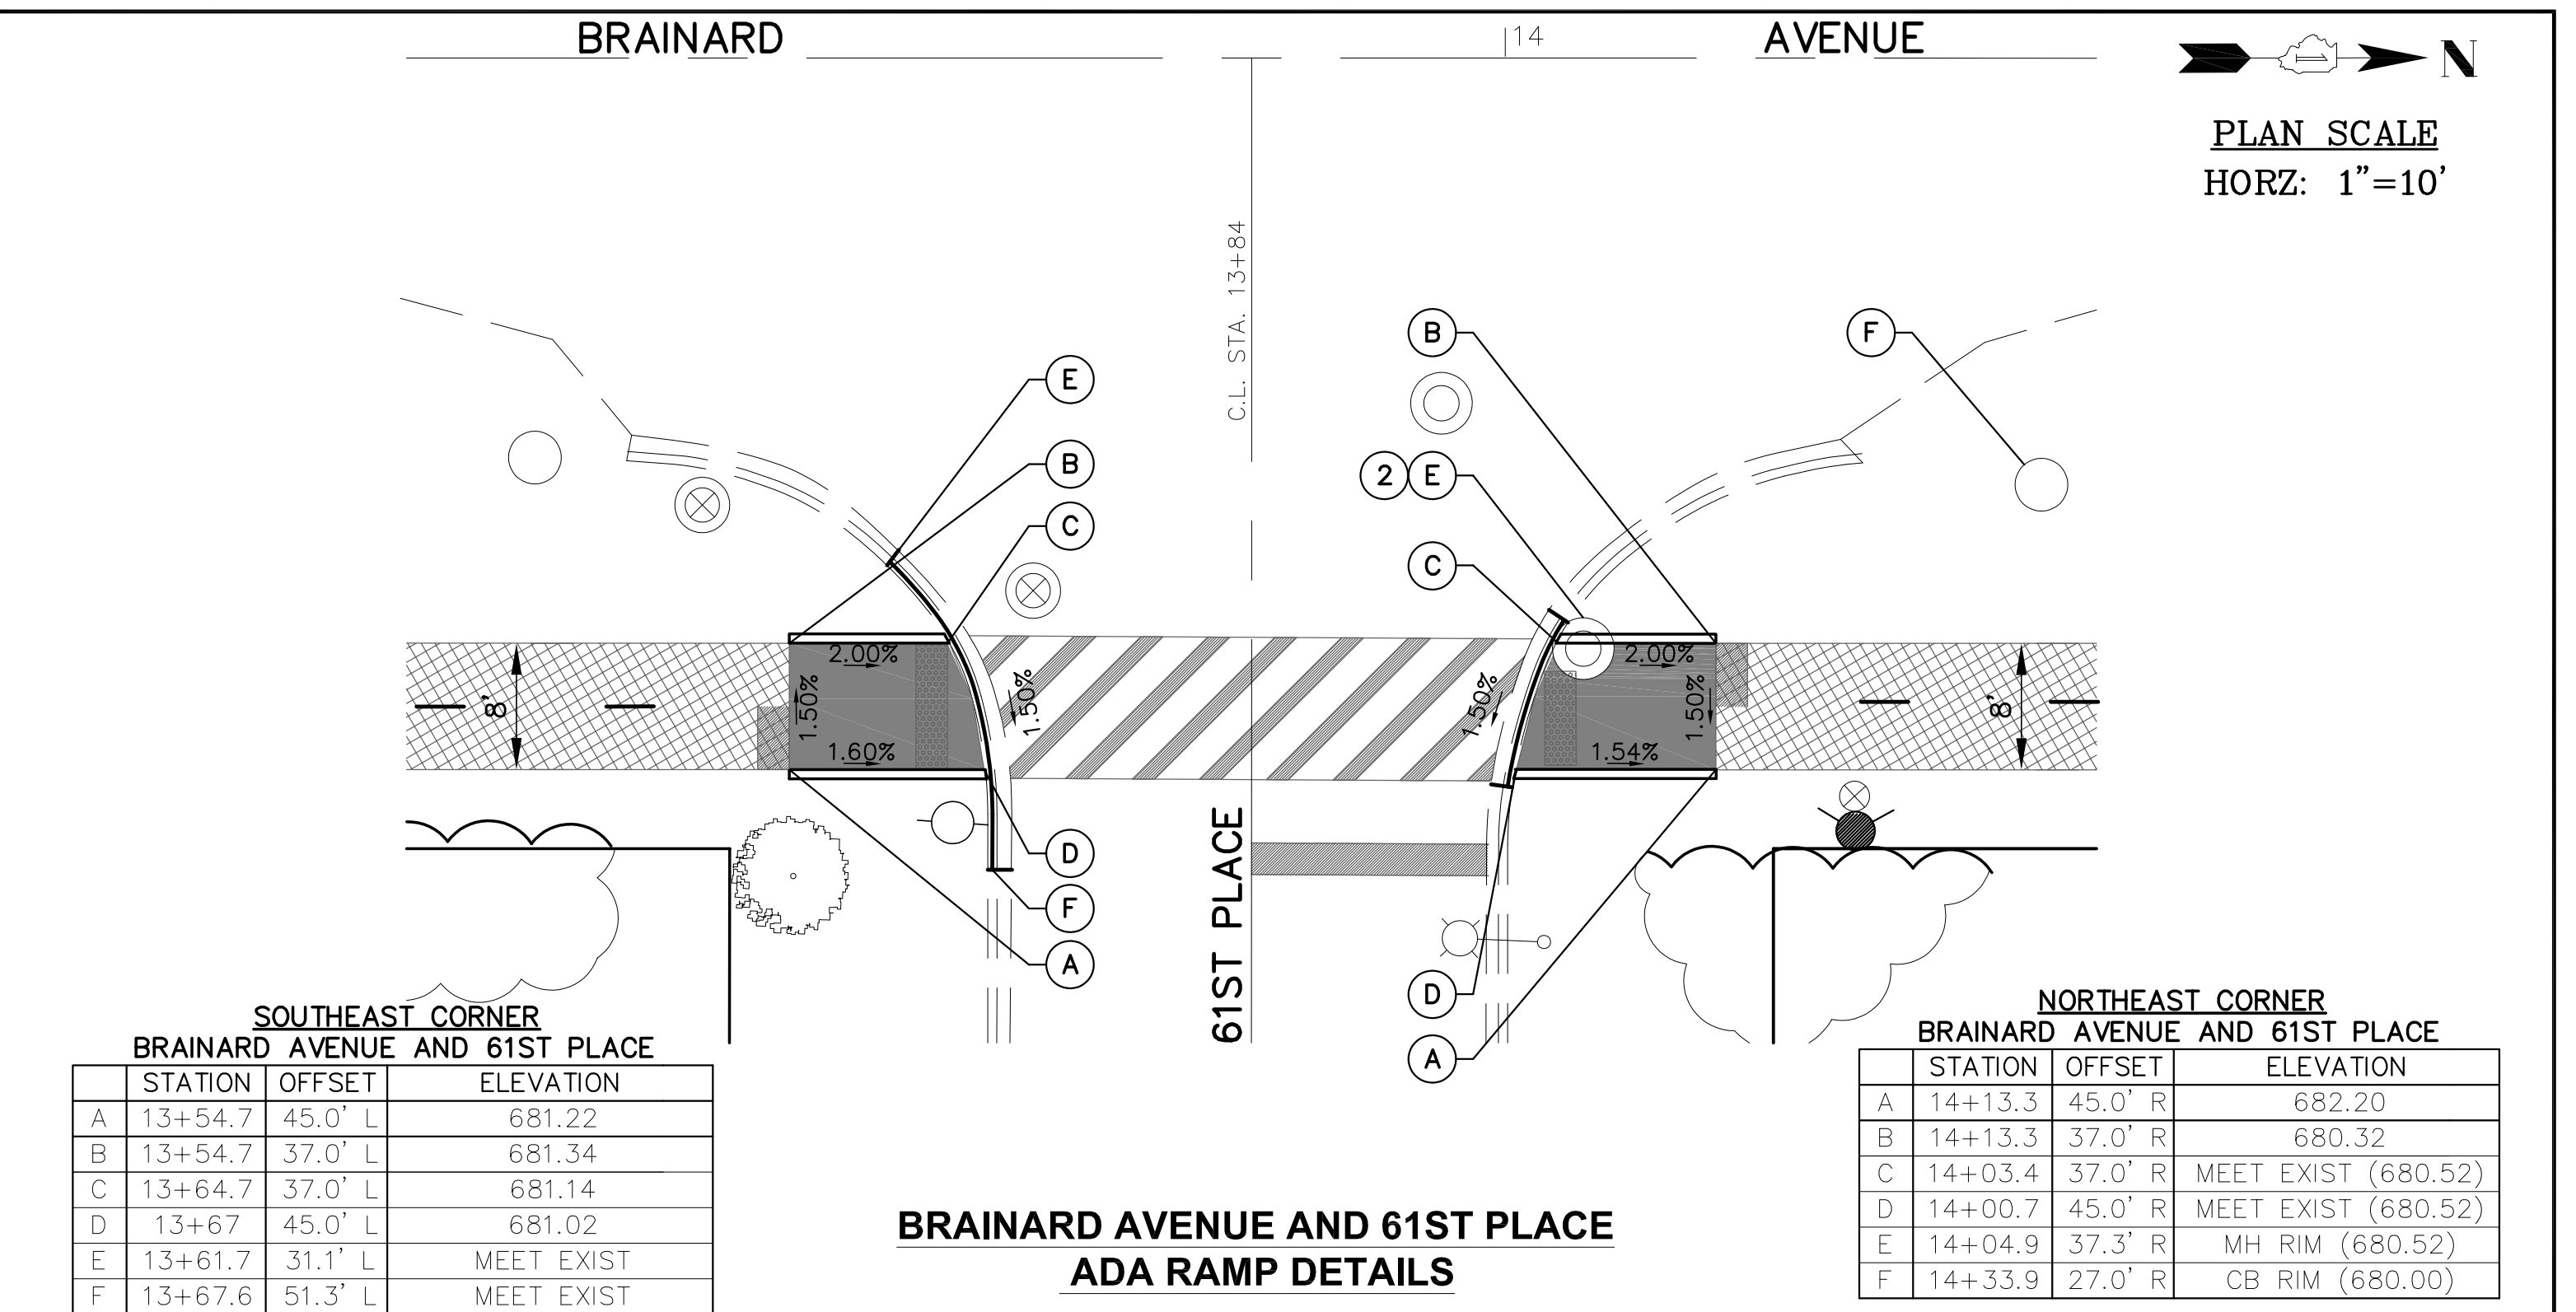 BRAINARD AVENUE
14
N
PLAN SCALE
HORZ: 1"=10'
C.L. STA. 13+84
E
B
C
B
F
2 E
C
2.00%
1.50%
1.60%
1.50%
8'
2.00%
1.50%
1.54%
1.50%
8'
D
F
A
61ST PLACE
D
A
SOUTHEAST CORNER
BRAINARD AVENUE AND 61ST PLACE
STATION OFFSET ELEVATION
A 13+54.7 45.0' L 681.22
B 13+54.7 37.0' L 681.34
C 13+64.7 37.0' L 681.14
D 13+67 45.0' L 681.02
E 13+61.7 31.1' L MEET EXIST
F 13+67.6 51.3' L MEET EXIST
BRAINARD AVENUE AND 61ST PLACE
ADA RAMP DETAILS
NORTHEAST CORNER
BRAINARD AVENUE AND 61ST PLACE
STATION OFFSET ELEVATION
A 14+13.3 45.0' R 682.20
B 14+13.3 37.0' R 680.32
C 14+03.4 37.0' R MEET EXIST (680.52)
D 14+00.7 45.0' R MEET EXIST (680.52)
E 14+04.9 37.3' R MH RIM (680.52)
F 14+33.9 27.0' R CB RIM (680.00)